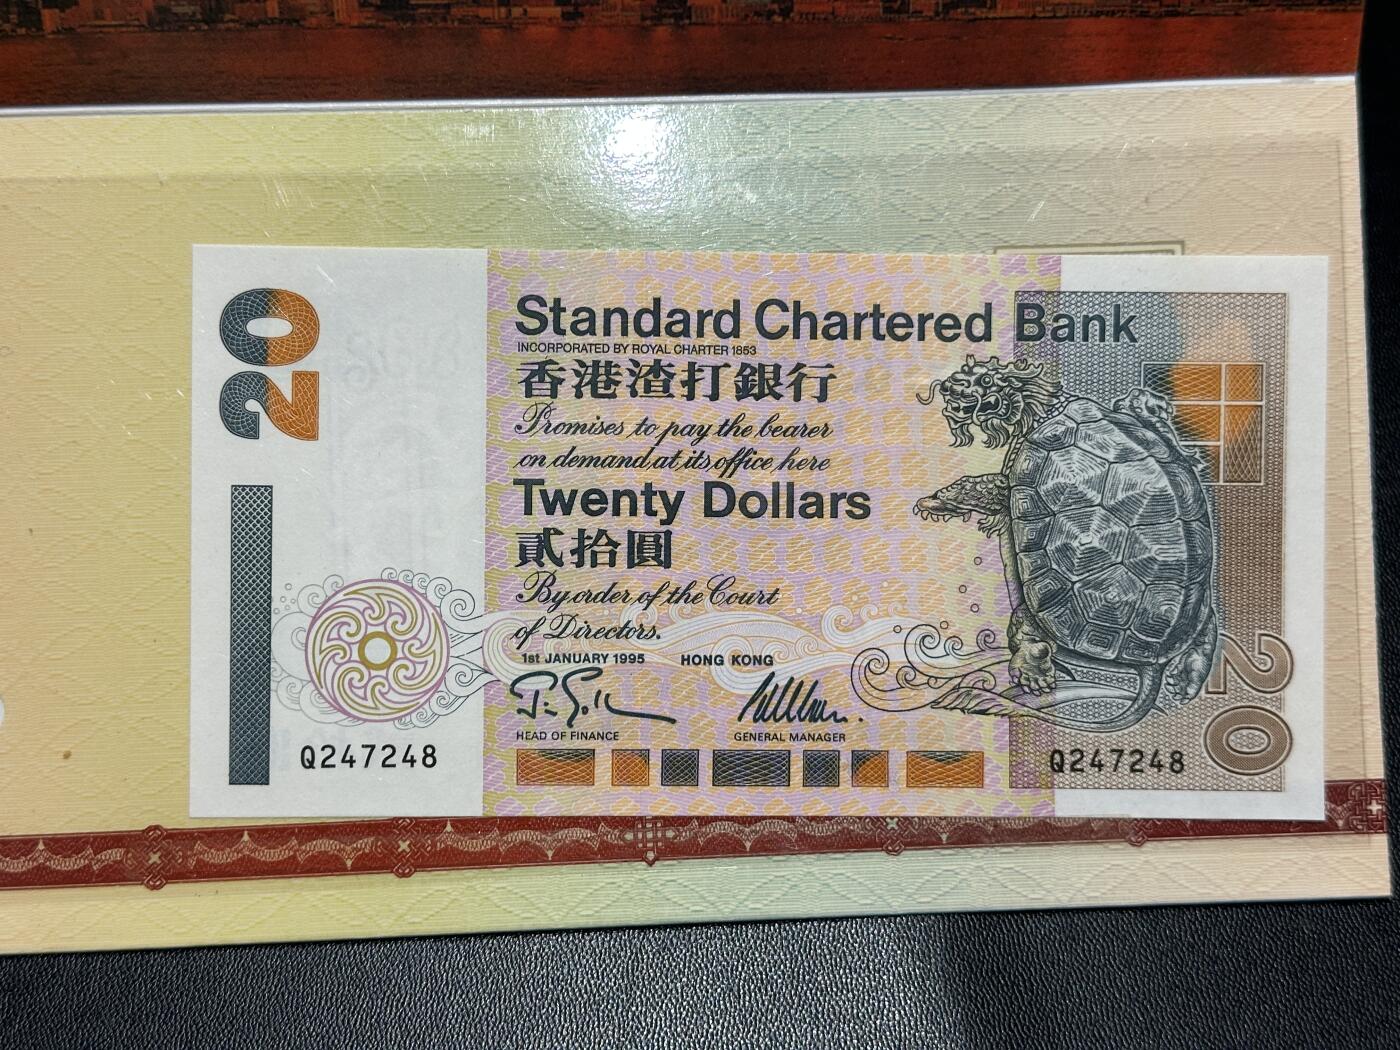 20
Standard Chartered Bank
INCORPORATED BY ROYAL CHARTER 1853
香港渣打銀行
Promises to pay the bearer
on demand at its office here
Twenty Dollars
貳拾圓
By order of the Court
of Directors.
1st JANUARY 1995 HONG KONG
HEAD OF FINANCE GENERAL MANAGER
Q247248 Q247248
20